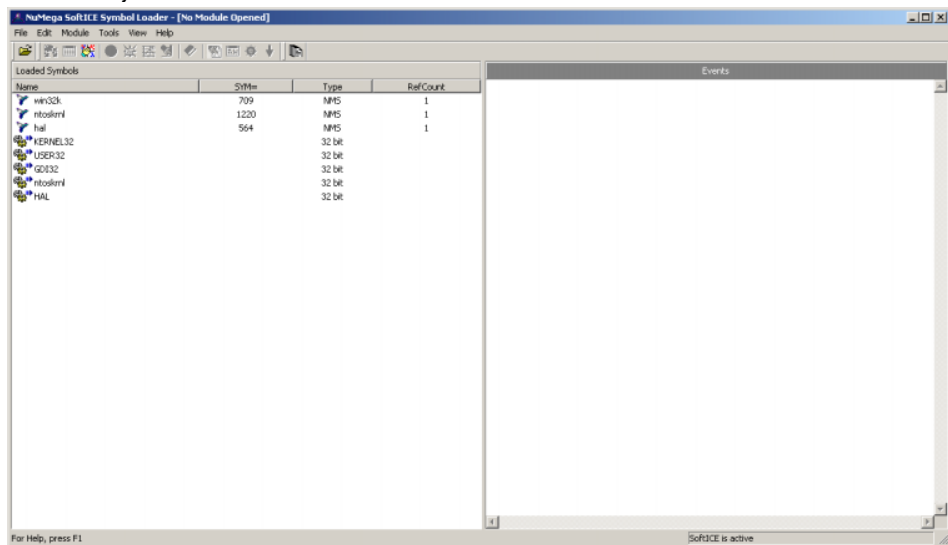 NuMega SoftICE Symbol Loader - [No Module Opened]
File Edit Module Tools View Help
Loaded Symbols
Events
Name SYM= Type RefCount
win32k 709 NMS 1
ntoskrnl 1220 NMS 1
hal 564 NMS 1
KERNEL32 32 bit
USER32 32 bit
GDI32 32 bit
ntoskrnl 32 bit
HAL 32 bit
For Help, press F1 SoftICE is active